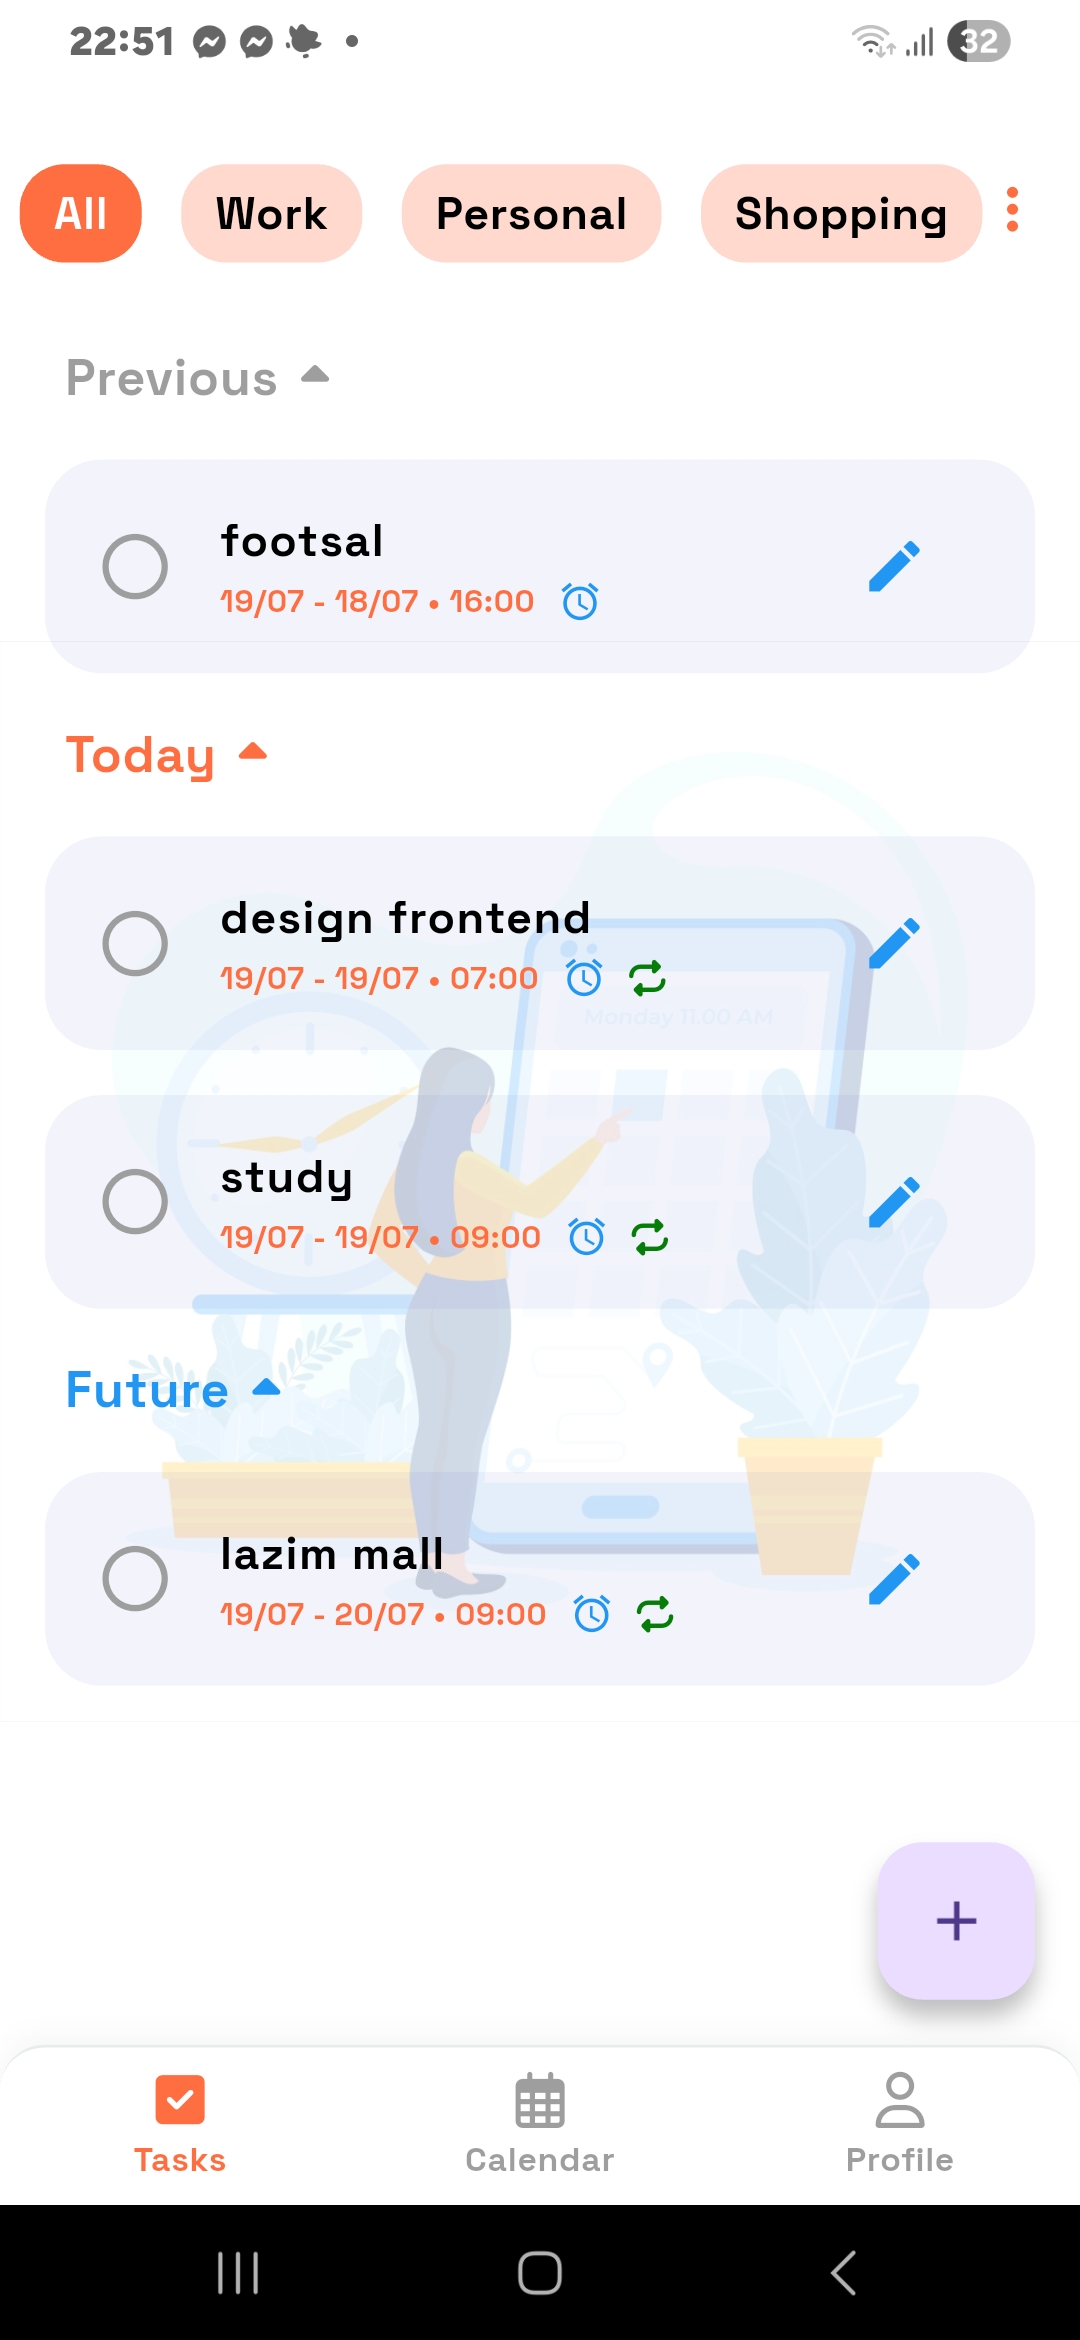 22:51
32
All Work Personal Shopping
Previous
footsal
19/07 - 18/07 • 16:00
Today
design frontend
19/07 - 19/07 • 07:00
Monday 11.00 AM
study
19/07 - 19/07 • 09:00
Future
lazim mall
19/07 - 20/07 • 09:00
Tasks Calendar Profile